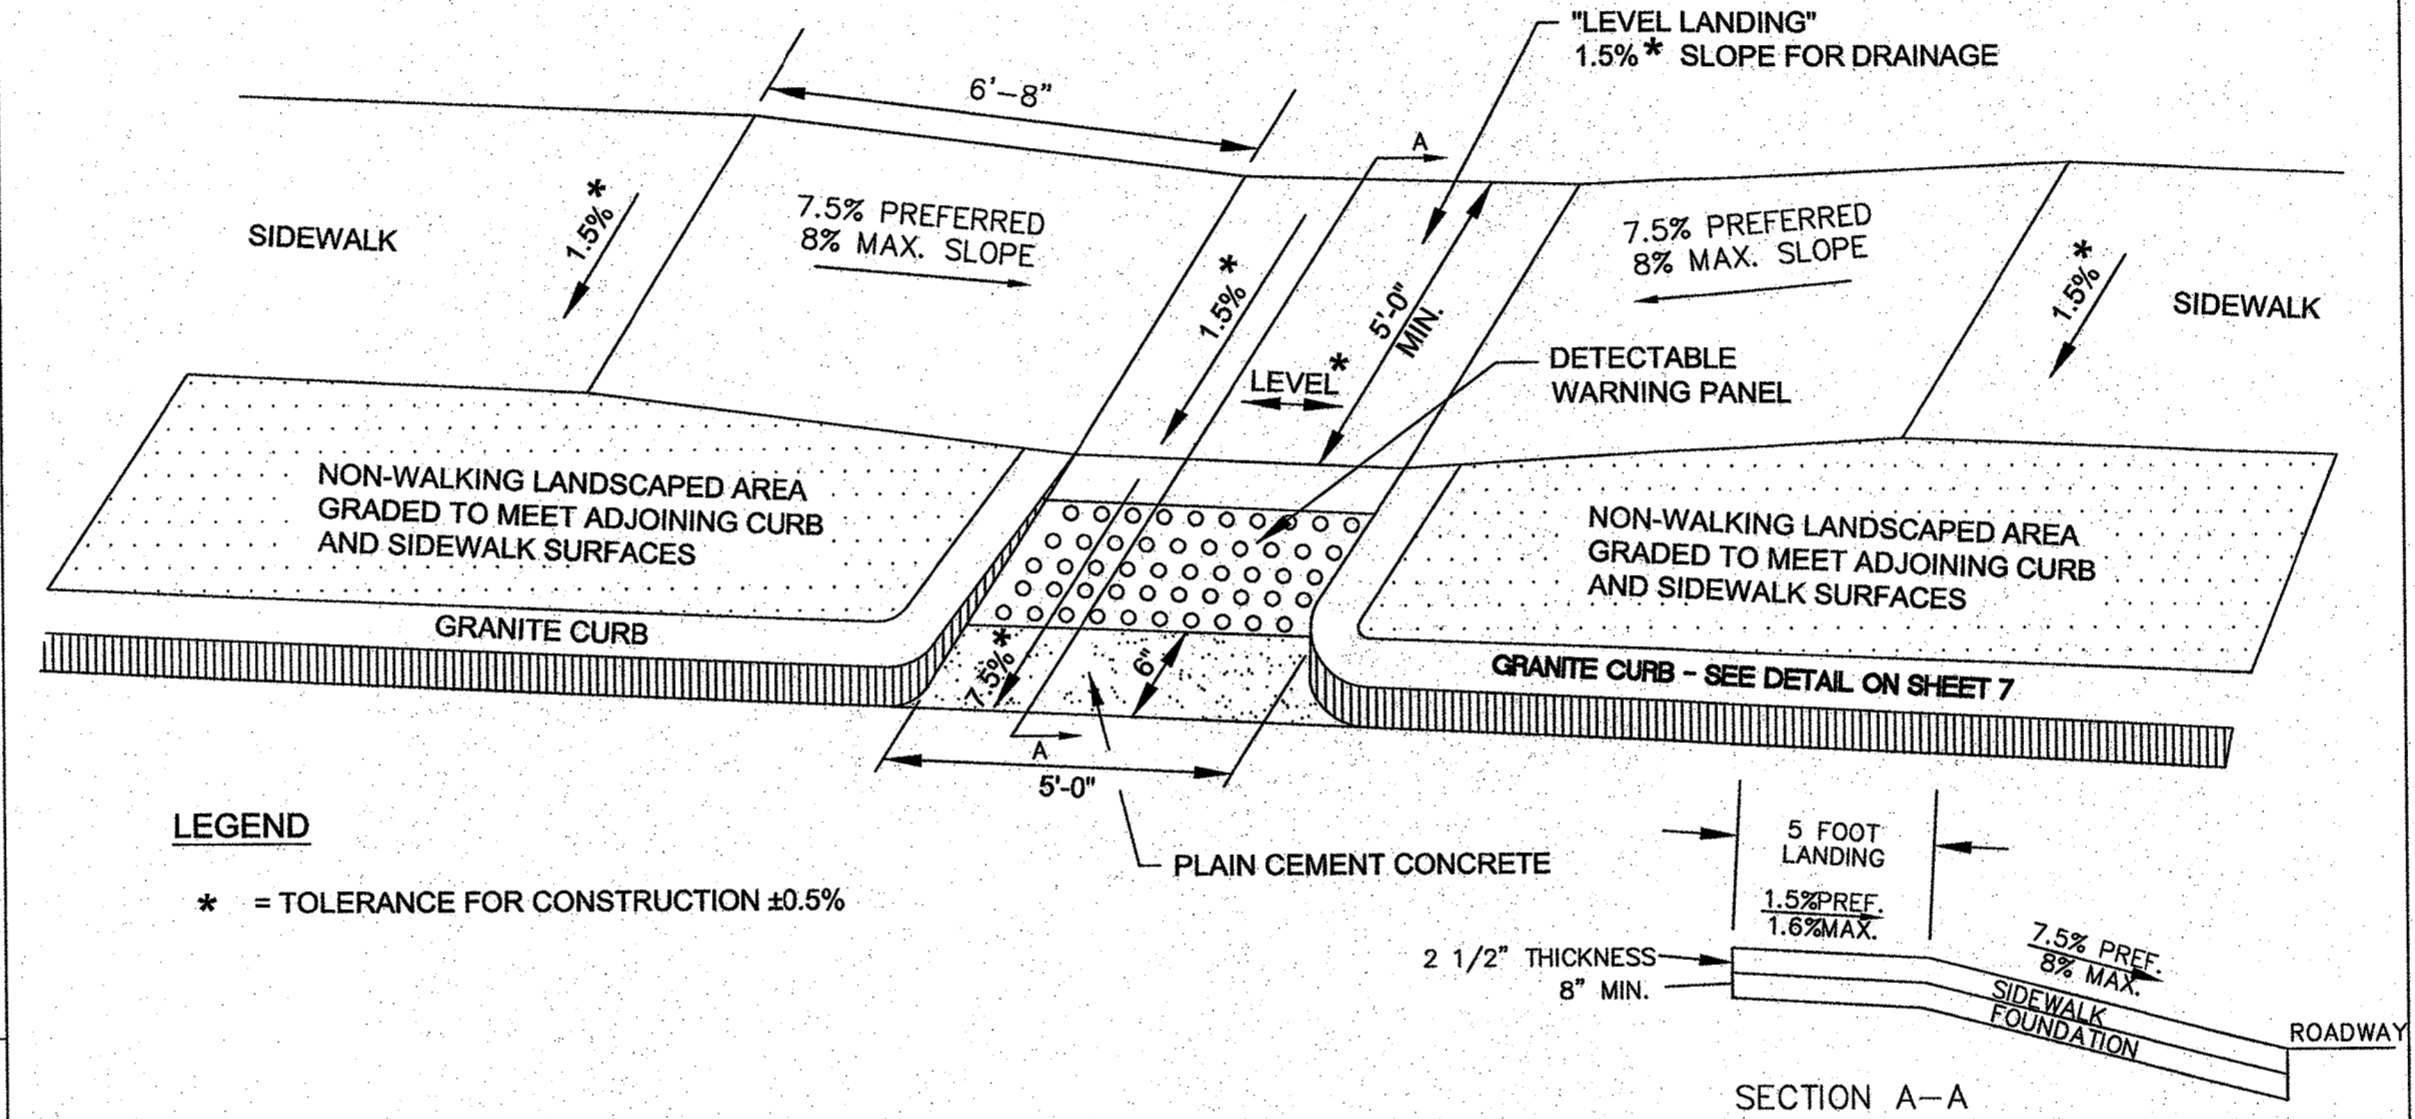 "LEVEL LANDING"
1.5%* SLOPE FOR DRAINAGE
6'-8"
A
SIDEWALK
1.5%*
7.5% PREFERRED
8% MAX. SLOPE
1.5%*
5'-0"
MIN.
7.5% PREFERRED
8% MAX. SLOPE
1.5%*
SIDEWALK
LEVEL*
DETECTABLE
WARNING PANEL
NON-WALKING LANDSCAPED AREA
GRADED TO MEET ADJOINING CURB
AND SIDEWALK SURFACES
NON-WALKING LANDSCAPED AREA
GRADED TO MEET ADJOINING CURB
AND SIDEWALK SURFACES
GRANITE CURB
7.5%*
6"
GRANITE CURB - SEE DETAIL ON SHEET 7
A
5'-0"
LEGEND
* = TOLERANCE FOR CONSTRUCTION ±0.5%
PLAIN CEMENT CONCRETE
5 FOOT
LANDING
1.5%PREF.
1.6%MAX.
2 1/2" THICKNESS
8" MIN.
7.5% PREF.
8% MAX.
SIDEWALK
FOUNDATION
ROADWAY
SECTION A-A